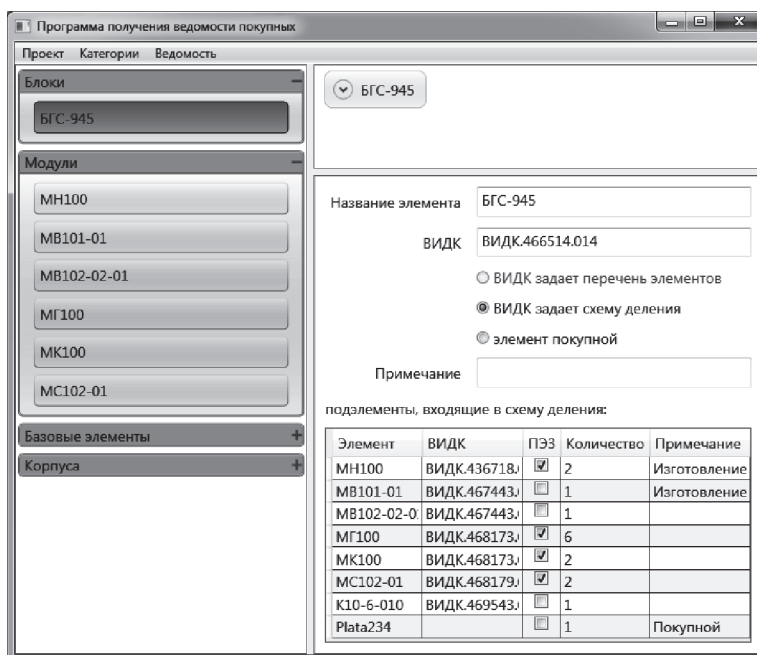 Программа получения ведомости покупных
Проект Категории Ведомость
Блоки
БГС-945
Модули
МН100
МВ101-01
МВ102-02-01
МГ100
МК100
МС102-01
Базовые элементы
Корпуса
БГС-945
Название элемента БГС-945
ВИДК ВИДК.466514.014
ВИДК задает перечень элементов
ВИДК задает схему деления
элемент покупной
Примечание
подэлементы, входящие в схему деления:
Элемент ВИДК ПЭЗ Количество Примечание
МН100 ВИДК.436718. 2 Изготовление
МВ101-01 ВИДК.467443. 1 Изготовление
МВ102-02-0 ВИДК.467443. 1
МГ100 ВИДК.468173. 6
МК100 ВИДК.468173. 2
МС102-01 ВИДК.468179. 2
К10-6-010 ВИДК.469543. 1
Plata234 1 Покупной